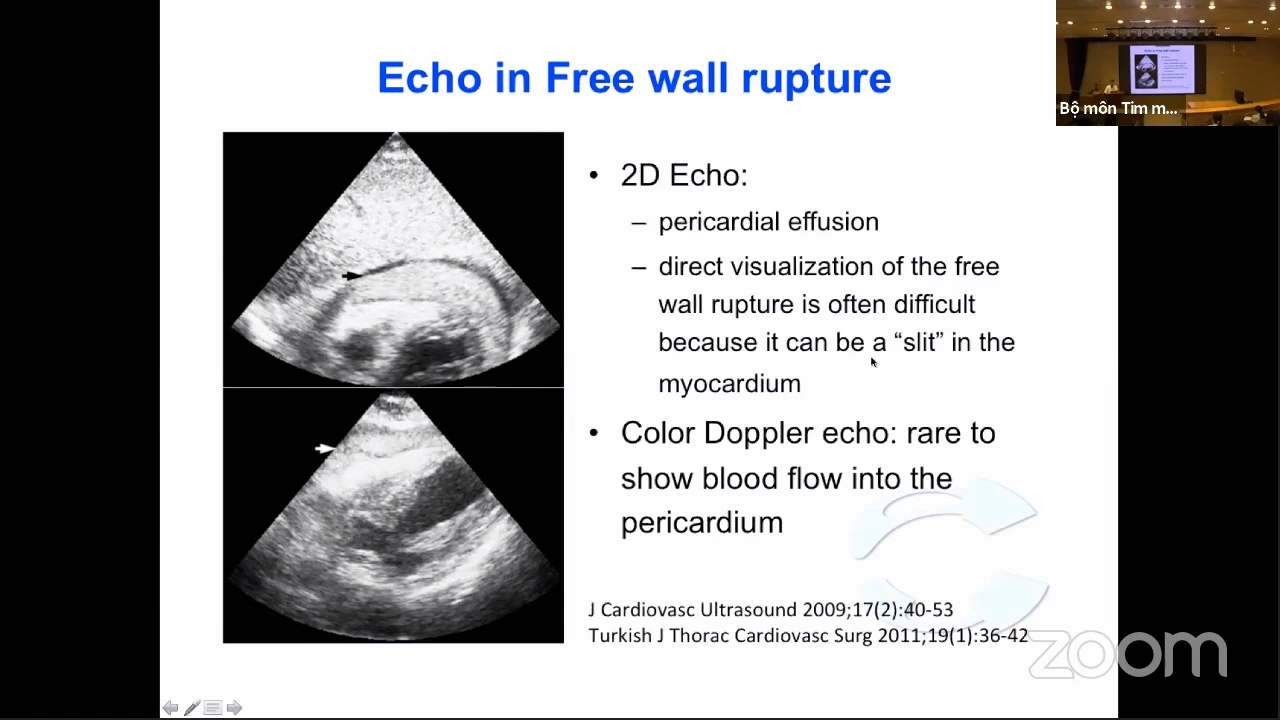 Echo in Free wall rupture
Bộ môn Tim m...
• 2D Echo:
– pericardial effusion
– direct visualization of the free
wall rupture is often difficult
because it can be a “slit” in the
myocardium
• Color Doppler echo: rare to
show blood flow into the
pericardium
J Cardiovasc Ultrasound 2009;17(2):40-53
Turkish J Thorac Cardiovasc Surg 2011;19(1):36-42
zoom